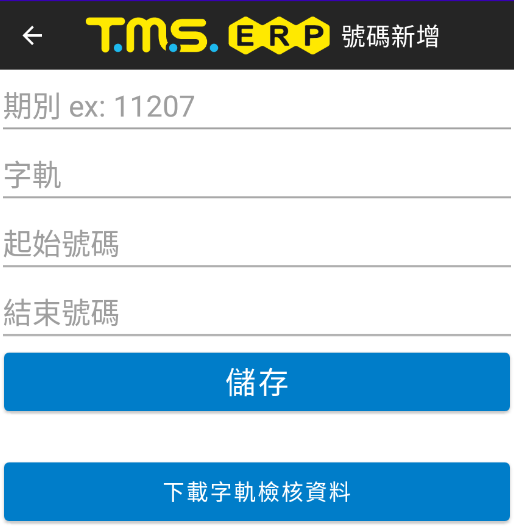 T.M.S. ERP 號碼新增
期別 ex: 11207
字軌
起始號碼
結束號碼
儲存
下載字軌檢核資料